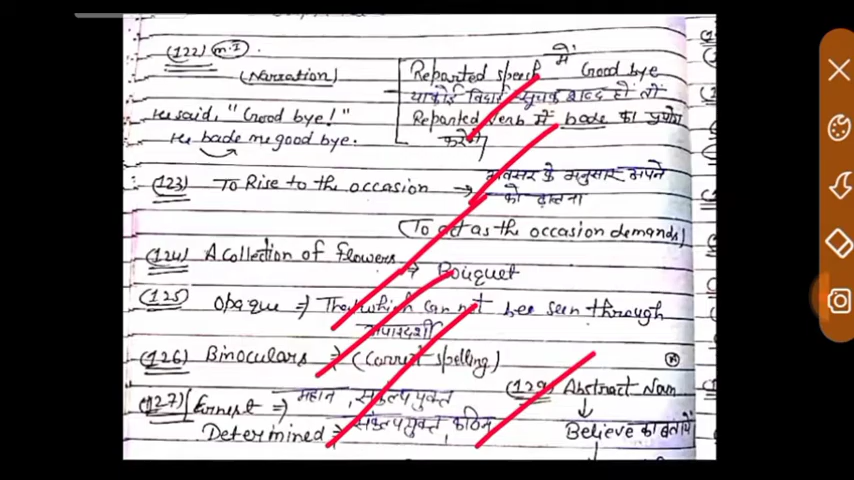 (122) m.I.
(Narration)
Reported speech में Good bye
या कोई विदाई सूचक शब्द हो तो
He said, "Good bye!"
Reported verb में bade का प्रयोग
He bade me good bye.
करेंगे
(123) To Rise to the occasion → अवसर के अनुसार अपने
को ढालना
(To act as the occasion demands)
(124) A collection of flowers → Bouquet
(125) Opaque ⇒ That which can not bee seen through
अपारदर्शी
(126) Binoculars ⇒ (Correct spelling)
(127) Ernest ⇒ महान, संकल्पयुक्त
(129) Abstract Noun
Determined ⇒ संकल्पयुक्त, कठिन
Believe का बतायें